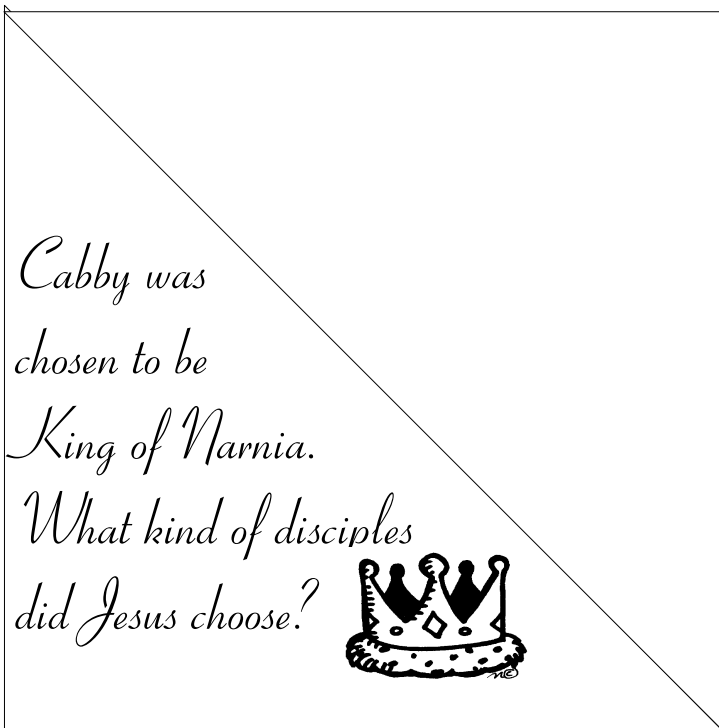 Cabby was
chosen to be
King of Narnia.
What kind of disciples
did Jesus choose?